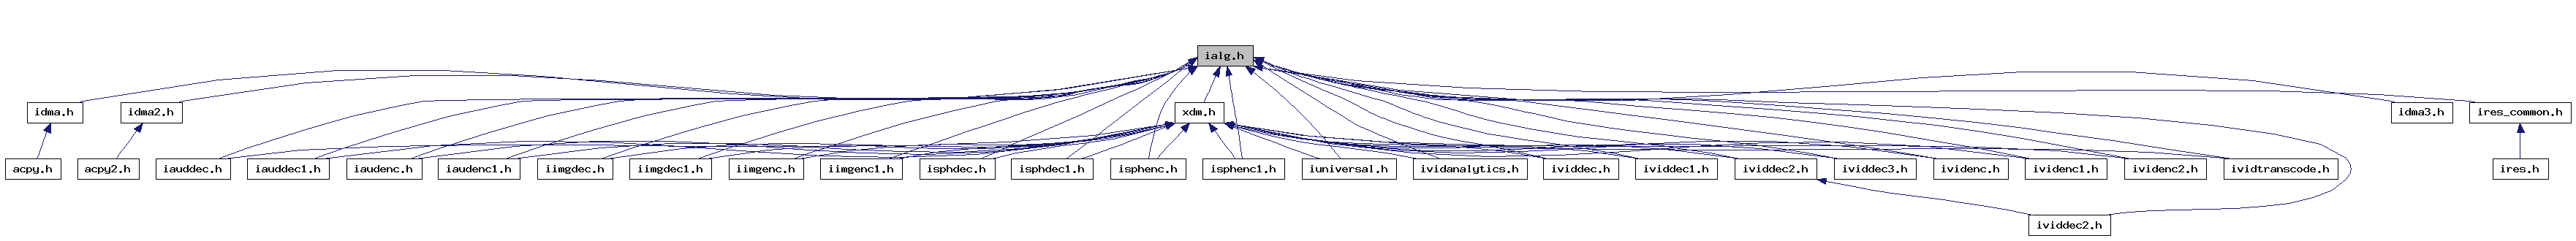 ialg.h
idma.h
idma2.h
xdm.h
idma3.h
ires_common.h
acpy.h
acpy2.h
iauddec.h
iauddec1.h
iaudenc.h
iaudenc1.h
iimgdec.h
iimgdec1.h
iimgenc.h
iimgenc1.h
isphdec.h
isphdec1.h
isphenc.h
isphenc1.h
iuniversal.h
ividanalytics.h
ividdec.h
ividdec1.h
ividdec2.h
ividdec3.h
ividenc.h
ividenc1.h
ividenc2.h
ividtranscode.h
ires.h
ividdec2.h